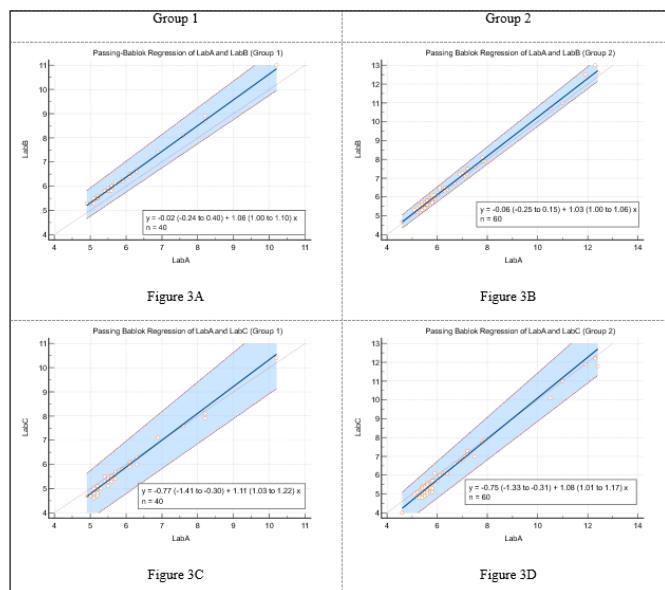 Group 1
Group 2
Passing-Bablok Regression of LabA and LabB (Group 1)
11
10
9
8
7
6
5
4
LabB
y = -0.02 (-0.24 to 0.40) + 1.06 (1.00 to 1.10) x
n = 40
4 5 6 7 8 9 10 11
LabA
Figure 3A
Passing Bablok Regression of LabA and LabB (Group 2)
13
12
11
10
9
8
7
6
5
4
LabB
y = -0.06 (-0.25 to 0.15) + 1.03 (1.00 to 1.06) x
n = 60
4 6 8 10 12 14
LabA
Figure 3B
Passing Bablok Regression of LabA and LabC (Group 1)
11
10
9
8
7
6
5
4
LabC
y = -0.77 (-1.41 to -0.30) + 1.11 (1.03 to 1.22) x
n = 40
4 5 6 7 8 9 10 11
LabA
Figure 3C
Passing Bablok Regression of LabA and LabC (Group 2)
13
12
11
10
9
8
7
6
5
4
LabC
y = -0.75 (-1.33 to -0.31) + 1.08 (1.01 to 1.17) x
n = 60
4 6 8 10 12 14
LabA
Figure 3D